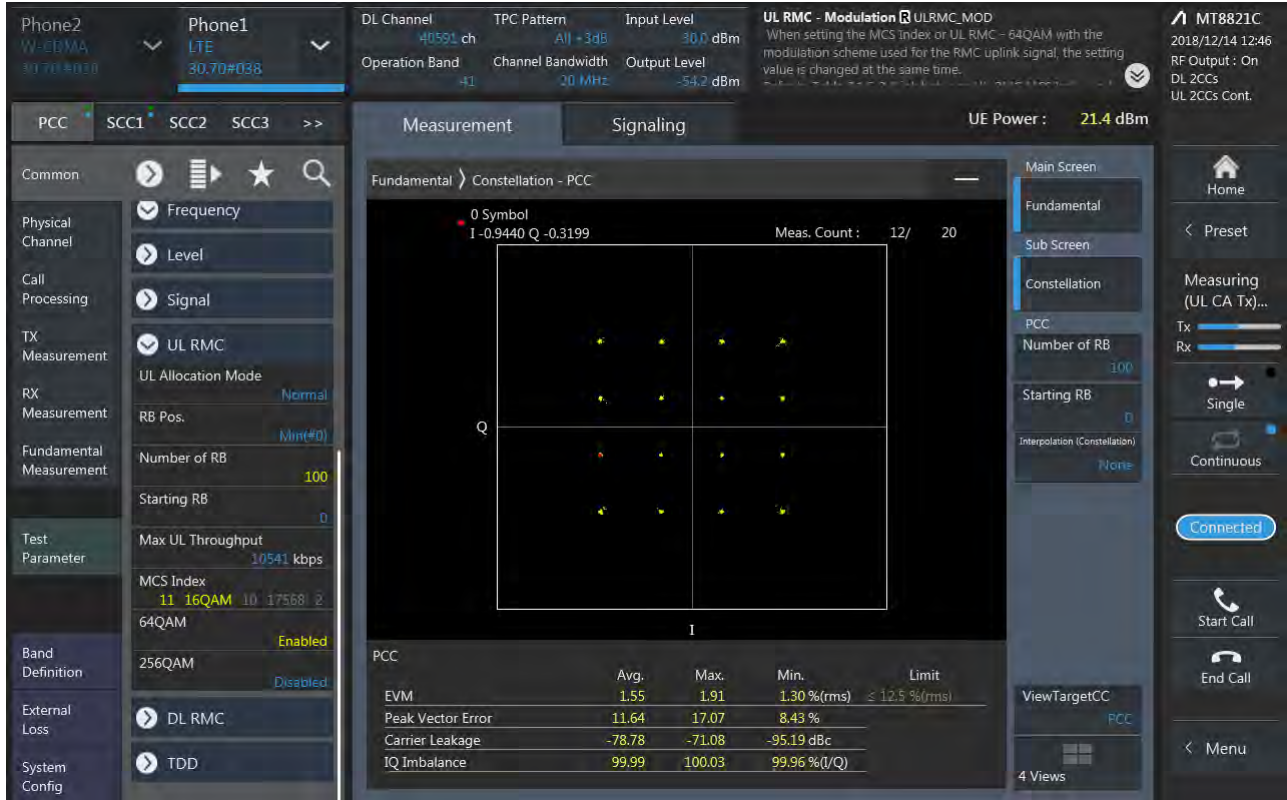 Phone2
W-CDMA
30.70#038
Phone1
LTE
30.70#038
DL Channel
40591 ch
TPC Pattern
All +3dB
Input Level
30.0 dBm
Operation Band
41
Channel Bandwidth
20 MHz
Output Level
-54.2 dBm
UL RMC - Modulation R ULRMC_MOD
When setting the MCS Index or UL RMC - 64QAM with the
modulation scheme used for the RMC uplink signal, the setting
value is changed at the same time.
MT8821C
2018/12/14 12:46
RF Output : On
DL 2CCs
UL 2CCs Cont.
PCC SCC1 SCC2 SCC3 >>
Measurement
Signaling
UE Power : 21.4 dBm
Common
Physical
Channel
Call
Processing
TX
Measurement
RX
Measurement
Fundamental
Measurement
Test
Parameter
Band
Definition
External
Loss
System
Config
Frequency
Level
Signal
UL RMC
UL Allocation Mode
Normal
RB Pos.
Min(#0)
Number of RB
100
Starting RB
0
Max UL Throughput
10541 kbps
MCS Index
11 16QAM 10 17568 2
64QAM
Enabled
256QAM
Disabled
DL RMC
TDD
Fundamental 〉 Constellation - PCC
0 Symbol
I -0.9440 Q -0.3199
Meas. Count : 12/ 20
Q
I
PCC
Avg. Max. Min. Limit
EVM 1.55 1.91 1.30 %(rms) ≤ 12.5 %(rms)
Peak Vector Error 11.64 17.07 8.43 %
Carrier Leakage -78.78 -71.08 -95.19 dBc
IQ Imbalance 99.99 100.03 99.96 %(I/Q)
Main Screen
Fundamental
Sub Screen
Constellation
PCC
Number of RB
100
Starting RB
0
Interpolation (Constellation)
None
ViewTargetCC
PCC
4 Views
Home
< Preset
Measuring
(UL CA Tx)...
Tx
Rx
Single
Continuous
Connected
Start Call
End Call
< Menu